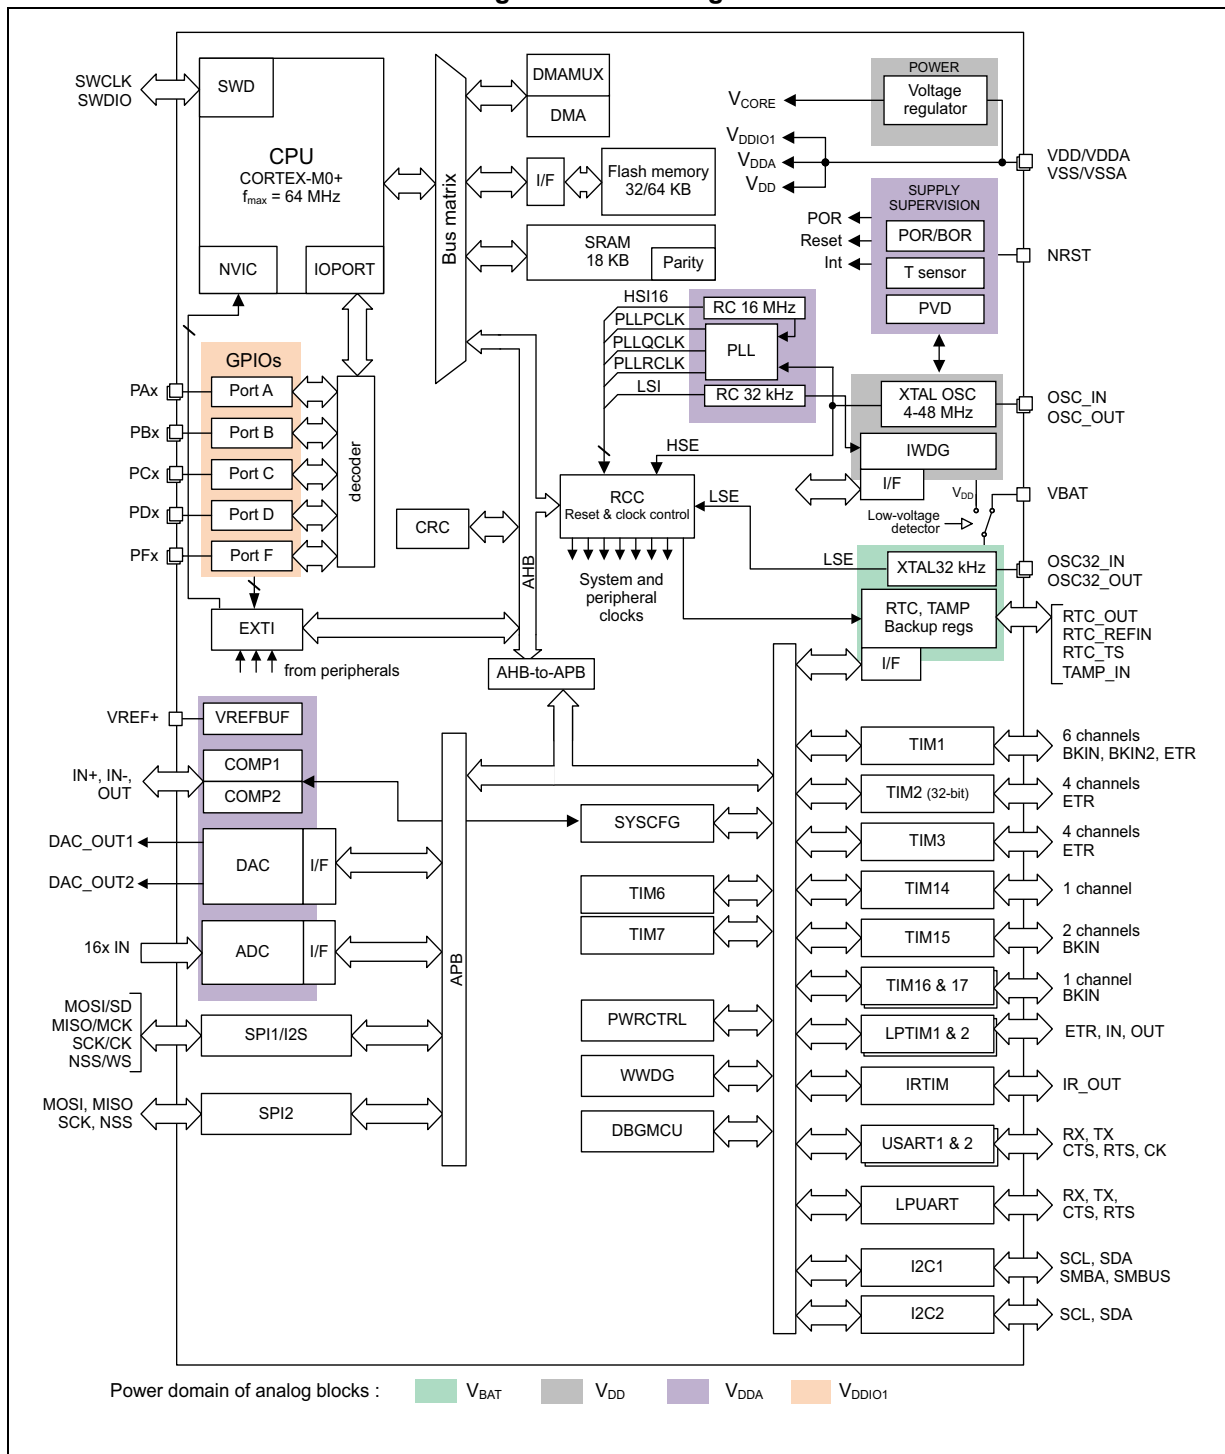 SWCLK
SWDIO
SWD
CPU
CORTEX-M0+
fmax = 64 MHz
NVIC
IOPORT
Bus matrix
DMAMUX
DMA
I/F
Flash memory
32/64 KB
SRAM
18 KB
Parity
POWER
Voltage
regulator
VCORE
VDDIO1
VDDA
VDD
VDD/VDDA
VSS/VSSA
SUPPLY
SUPERVISION
POR
Reset
Int
POR/BOR
T sensor
PVD
NRST
HSI16
PLLPCLK
PLLQCLK
PLLRCLK
LSI
RC 16 MHz
PLL
RC 32 kHz
GPIOs
PAx
Port A
PBx
Port B
PCx
Port C
PDx
Port D
PFx
Port F
decoder
XTAL OSC
4-48 MHz
OSC_IN
OSC_OUT
IWDG
I/F
HSE
VDD
VBAT
Low-voltage
detector
RCC
Reset & clock control
LSE
CRC
AHB
System and
peripheral
clocks
LSE
XTAL32 kHz
OSC32_IN
OSC32_OUT
RTC, TAMP
Backup regs
I/F
RTC_OUT
RTC_REFIN
RTC_TS
TAMP_IN
EXTI
from peripherals
AHB-to-APB
VREF+
VREFBUF
IN+, IN-,
OUT
COMP1
COMP2
DAC_OUT1
DAC_OUT2
DAC
I/F
16x IN
ADC
I/F
APB
MOSI/SD
MISO/MCK
SCK/CK
NSS/WS
SPI1/I2S
MOSI, MISO
SCK, NSS
SPI2
SYSCFG
TIM6
TIM7
PWRCTRL
WWDG
DBGMCU
TIM1
6 channels
BKIN, BKIN2, ETR
TIM2 (32-bit)
4 channels
ETR
TIM3
4 channels
ETR
TIM14
1 channel
TIM15
2 channels
BKIN
TIM16 & 17
1 channel
BKIN
LPTIM1 & 2
ETR, IN, OUT
IRTIM
IR_OUT
USART1 & 2
RX, TX
CTS, RTS, CK
LPUART
RX, TX,
CTS, RTS
I2C1
SCL, SDA
SMBA, SMBUS
I2C2
SCL, SDA
Power domain of analog blocks :
VBAT
VDD
VDDA
VDDIO1